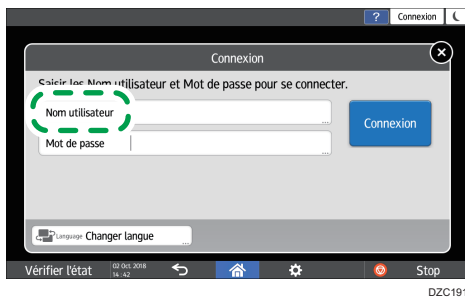 ? Connexion
Connexion
Saisir les Nom utilisateur et Mot de passe pour se connecter.
Nom utilisateur ...
Connexion
Mot de passe ...
Language Changer langue ...
Vérifier l'état 02 Oct. 2018 Stop
14:42
DZC191